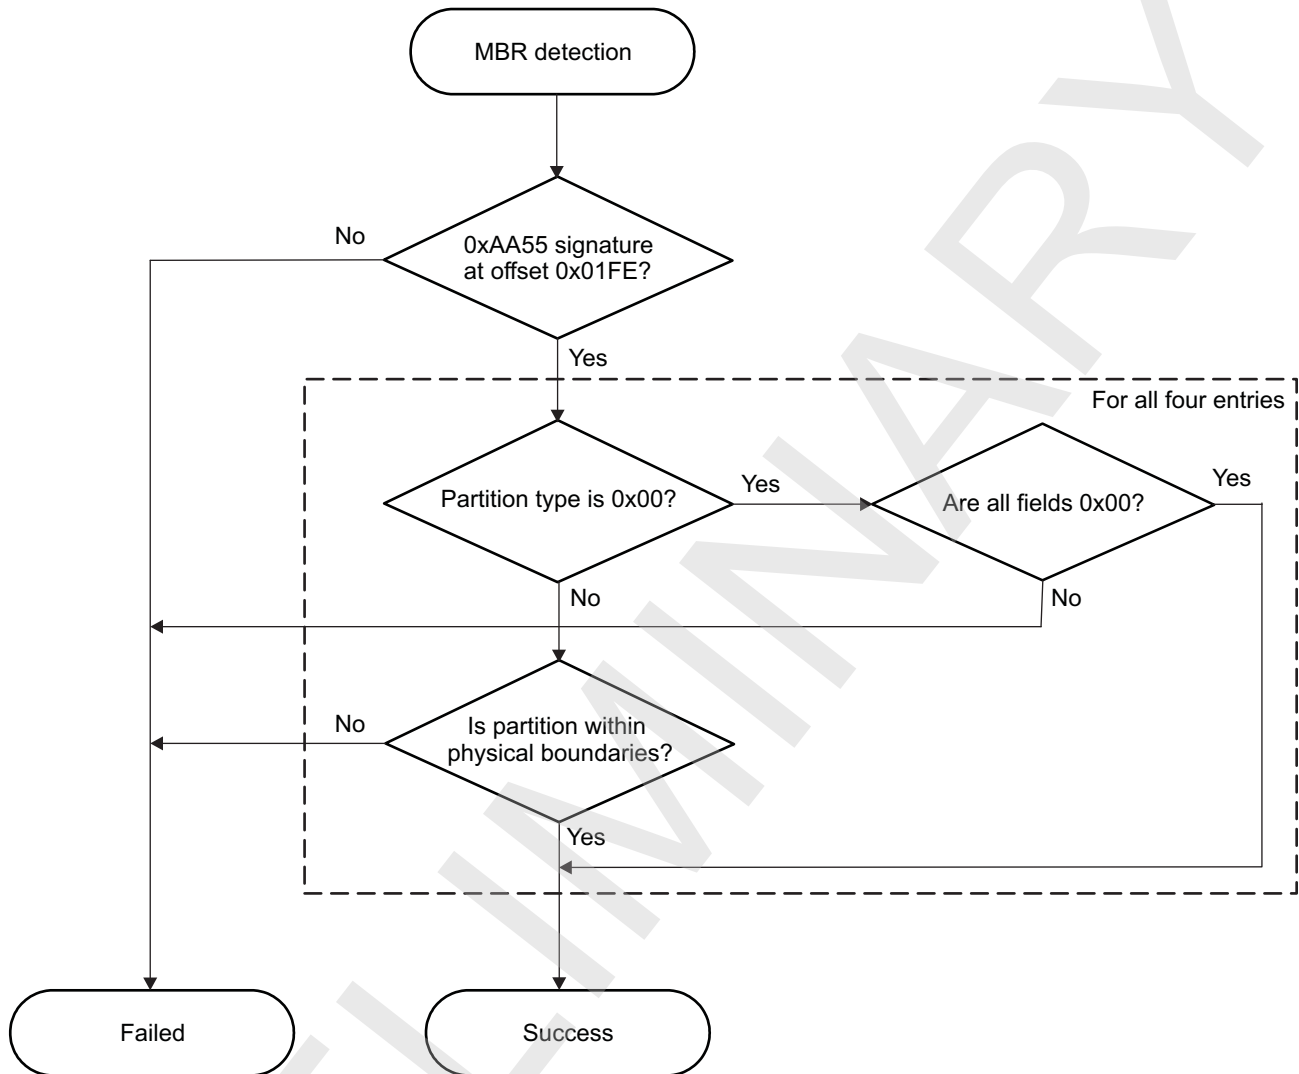 MBR detection
No
0xAA55 signature
at offset 0x01FE?
Yes
For all four entries
Partition type is 0x00?
Yes
Are all fields 0x00?
Yes
No
No
No
Is partition within
physical boundaries?
Yes
Failed
Success
ELIMINARY